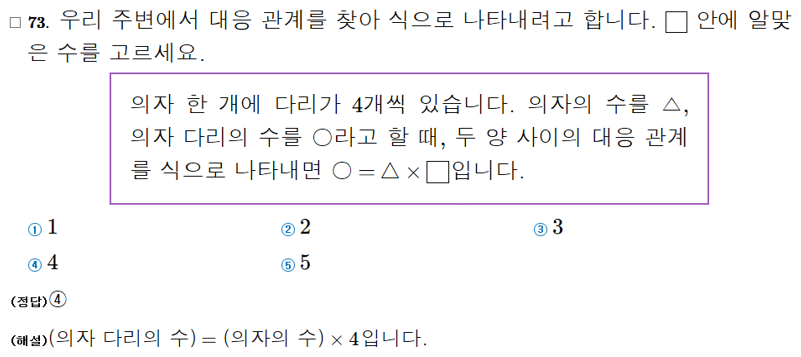 □ 73. 우리 주변에서 대응 관계를 찾아 식으로 나타내려고 합니다. □ 안에 알맞
은 수를 고르세요.
의자 한 개에 다리가 4개씩 있습니다. 의자의 수를 △,
의자 다리의 수를 ○라고 할 때, 두 양 사이의 대응 관계
를 식으로 나타내면 ○ = △ × □입니다.
① 1 ② 2 ③ 3
④ 4 ⑤ 5
(정답)④
(해설)(의자 다리의 수) = (의자의 수) × 4입니다.